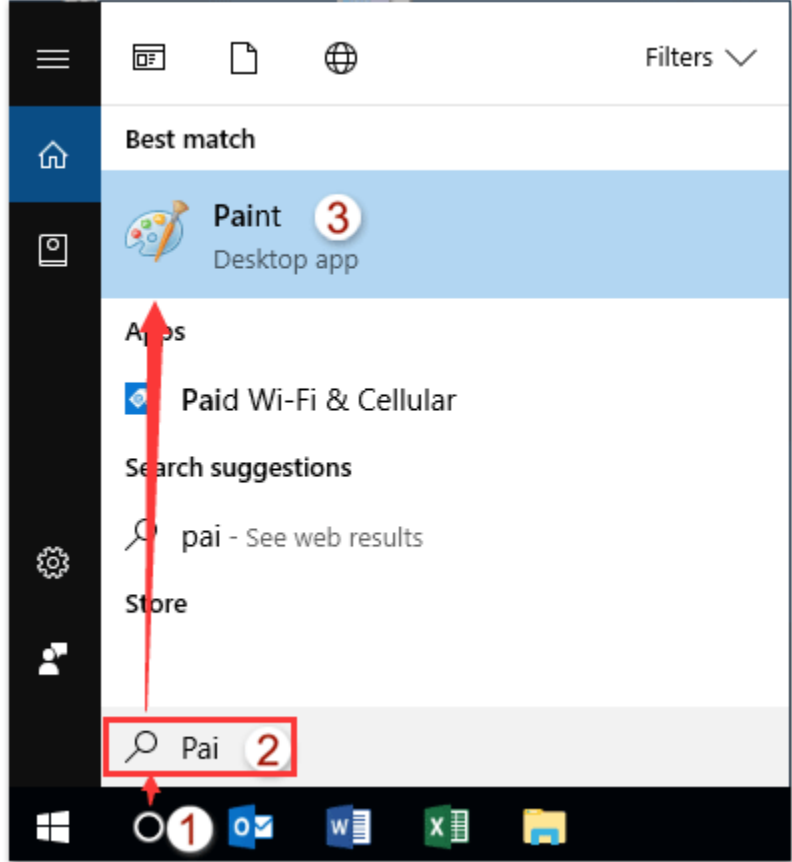 Filters
Best match
Paint 3
Desktop app
Apps
Paid Wi-Fi & Cellular
Search suggestions
pai - See web results
Store
Pai 2
1